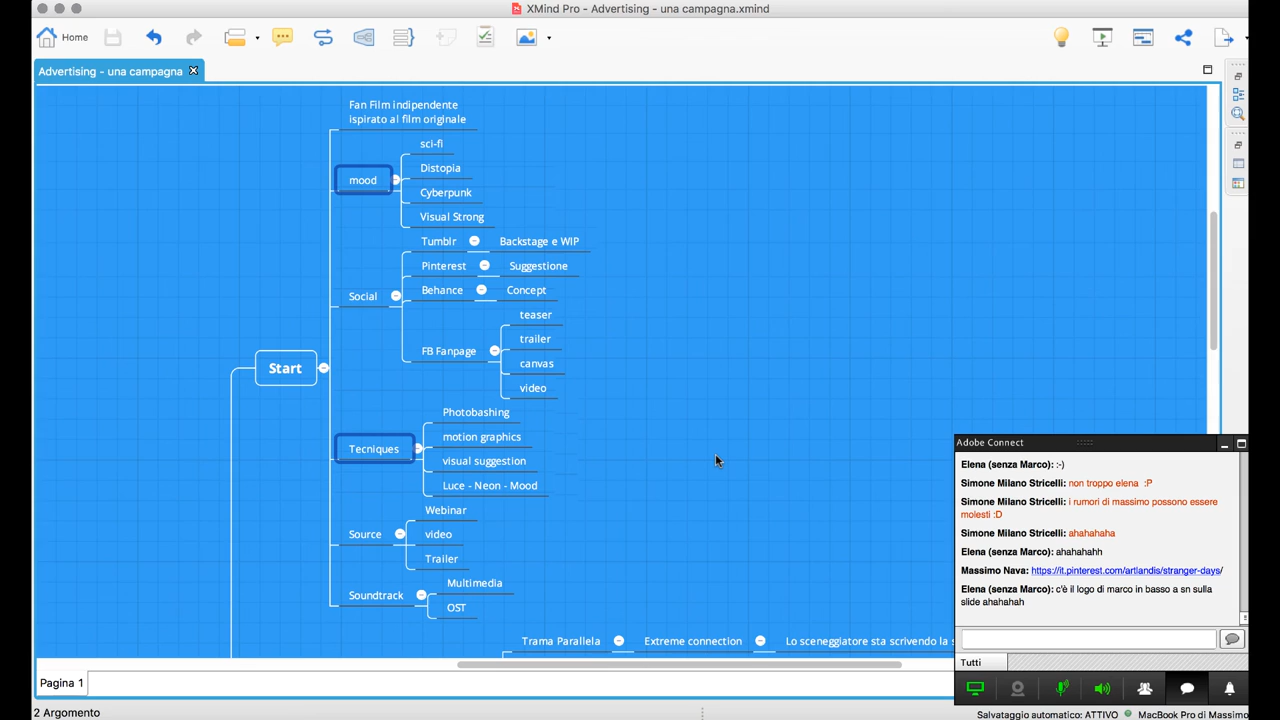 XMind Pro - Advertising - una campagna.xmind
Home
Advertising - una campagna
Fan Film indipendente
ispirato al film originale
mood
sci-fi
Distopia
Cyberpunk
Visual Strong
Social
Tumblr
Backstage e WIP
Pinterest
Suggestione
Behance
Concept
FB Fanpage
teaser
trailer
canvas
video
Start
Tecniques
Photobashing
motion graphics
visual suggestion
Luce - Neon - Mood
Source
Webinar
video
Trailer
Soundtrack
Multimedia
OST
Trama Parallela
Extreme connection
Lo sceneggiatore sta scrivendo la s
Adobe Connect
Elena (senza Marco): :-)
Simone Milano Stricelli: non troppo elena :P
Simone Milano Stricelli: i rumori di massimo possono essere
molesti :D
Simone Milano Stricelli: ahahahaha
Elena (senza Marco): ahahahahh
Massimo Nava: https://it.pinterest.com/artlandis/stranger-days/
Elena (senza Marco): c'è il logo di marco in basso a sn sulla
slide ahahahah
Tutti
Pagina 1
2 Argomento
Salvataggio automatico: ATTIVO
MacBook Pro di Massimo